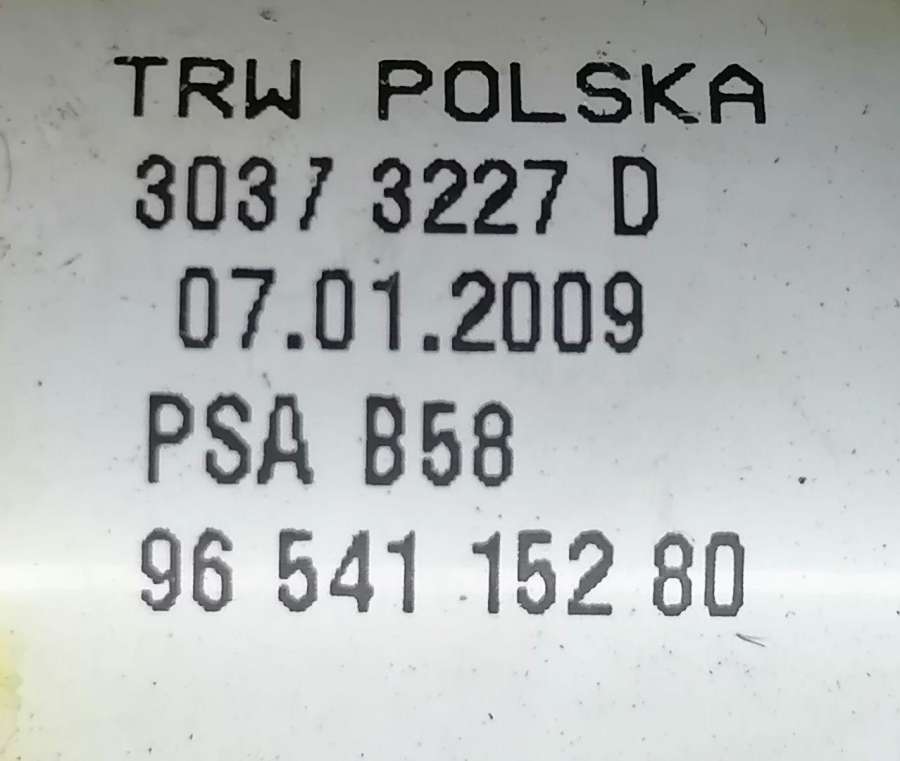 TRW POLSKA
3037 3227 D
07.01.2009
PSA B58
96 541 152 80